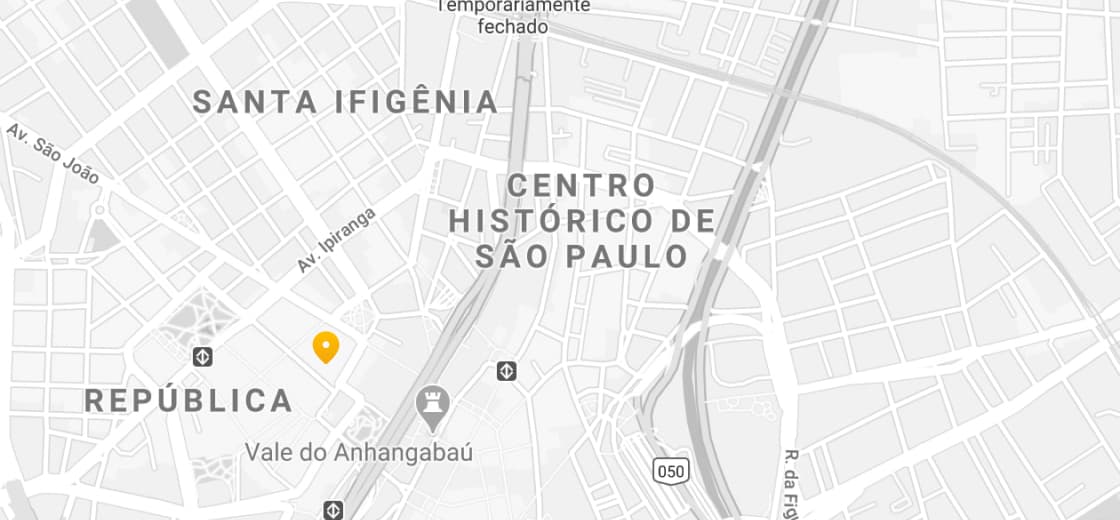 Temporariamente
fechado
SANTA IFIGÊNIA
Av. São João
CENTRO
HISTÓRICO DE
SÃO PAULO
Av. Ipiranga
REPÚBLICA
Vale do Anhangabaú
050
R. da Fig